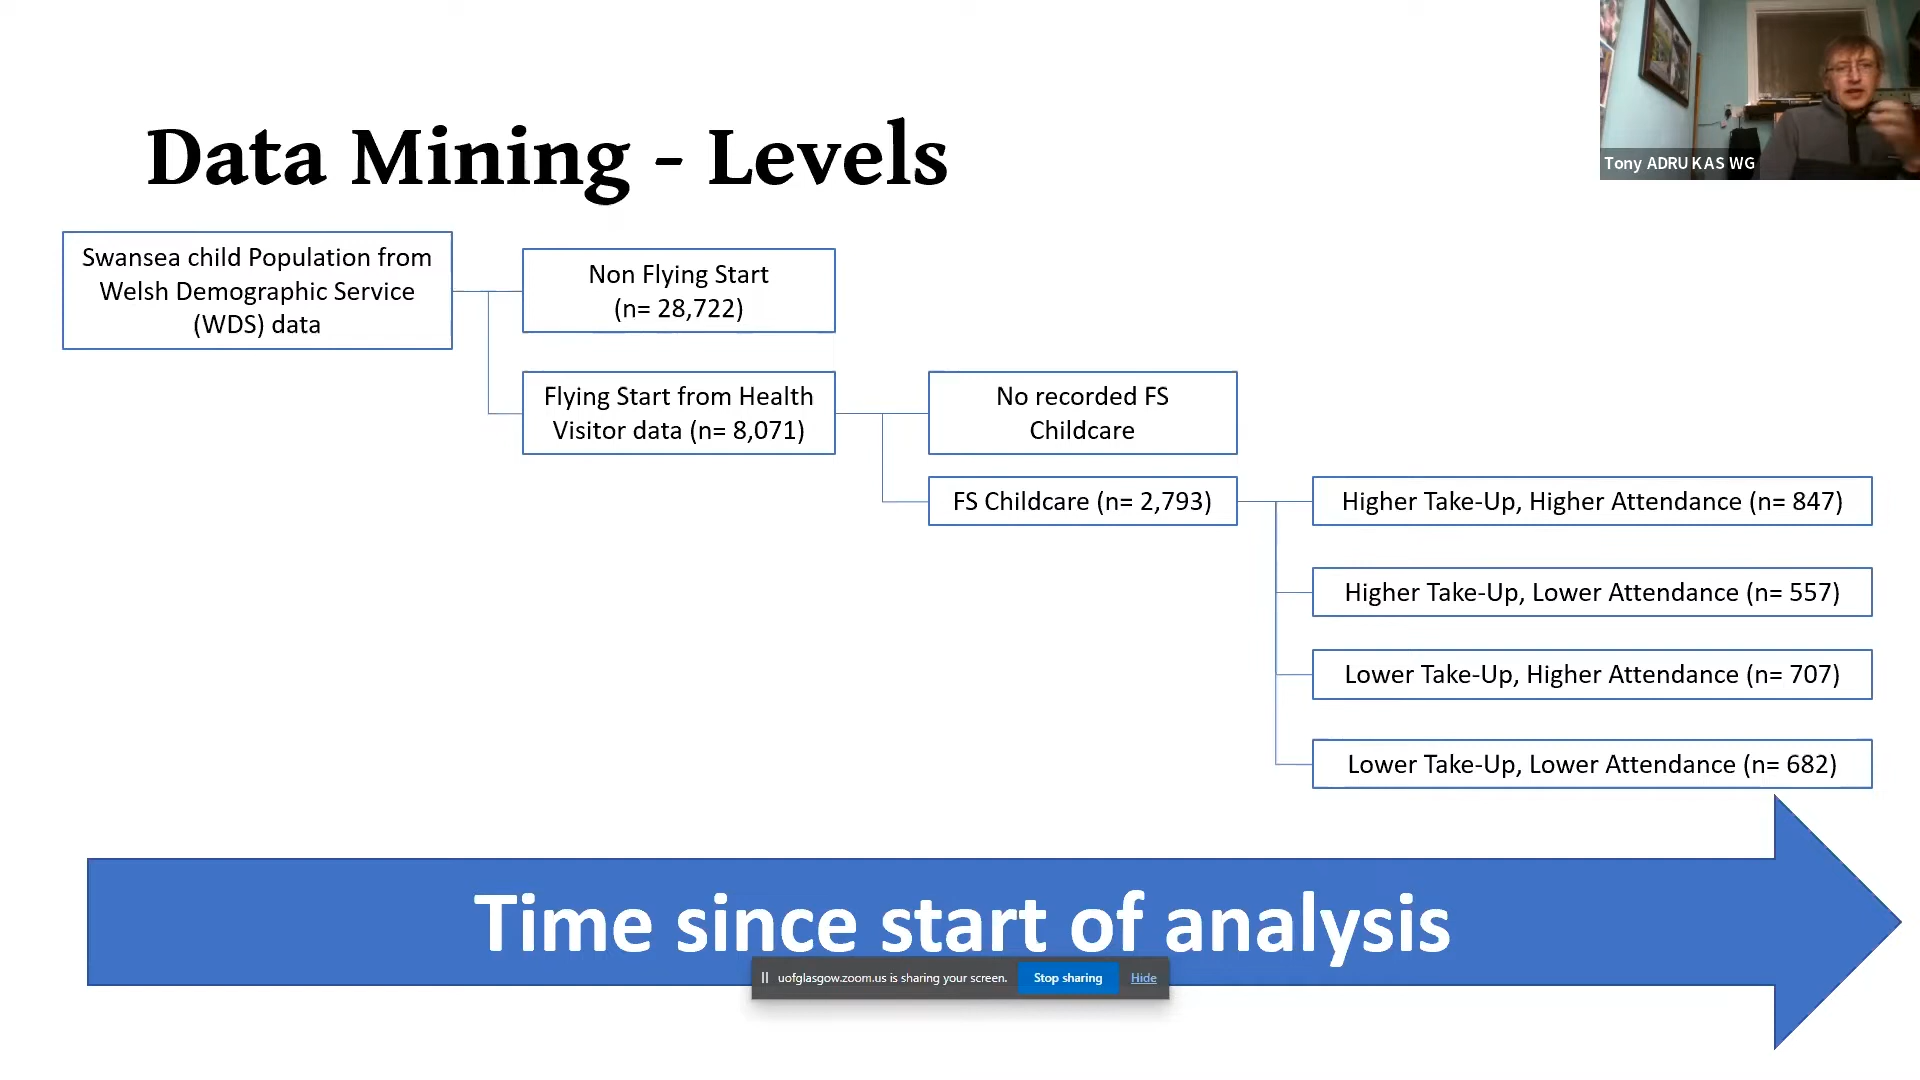 Data Mining - Levels
Tony ADRU KAS WG
Swansea child Population from
Welsh Demographic Service
(WDS) data
Non Flying Start
(n= 28,722)
Flying Start from Health
Visitor data (n= 8,071)
No recorded FS
Childcare
FS Childcare (n= 2,793)
Higher Take-Up, Higher Attendance (n= 847)
Higher Take-Up, Lower Attendance (n= 557)
Lower Take-Up, Higher Attendance (n= 707)
Lower Take-Up, Lower Attendance (n= 682)
Time since start of analysis
uofglasgow.zoom.us is sharing your screen. Stop sharing Hide